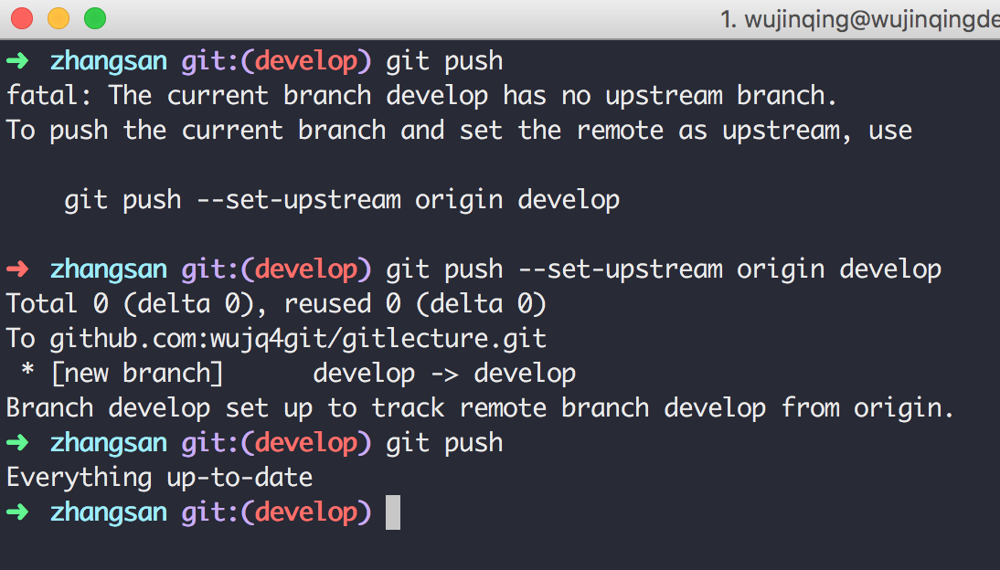 1. wujinqing@wujinqingde
➜ zhangsan git:(develop) git push
fatal: The current branch develop has no upstream branch.
To push the current branch and set the remote as upstream, use
git push --set-upstream origin develop
➜ zhangsan git:(develop) git push --set-upstream origin develop
Total 0 (delta 0), reused 0 (delta 0)
To github.com:wujq4git/gitlecture.git
* [new branch] develop -> develop
Branch develop set up to track remote branch develop from origin.
➜ zhangsan git:(develop) git push
Everything up-to-date
➜ zhangsan git:(develop)